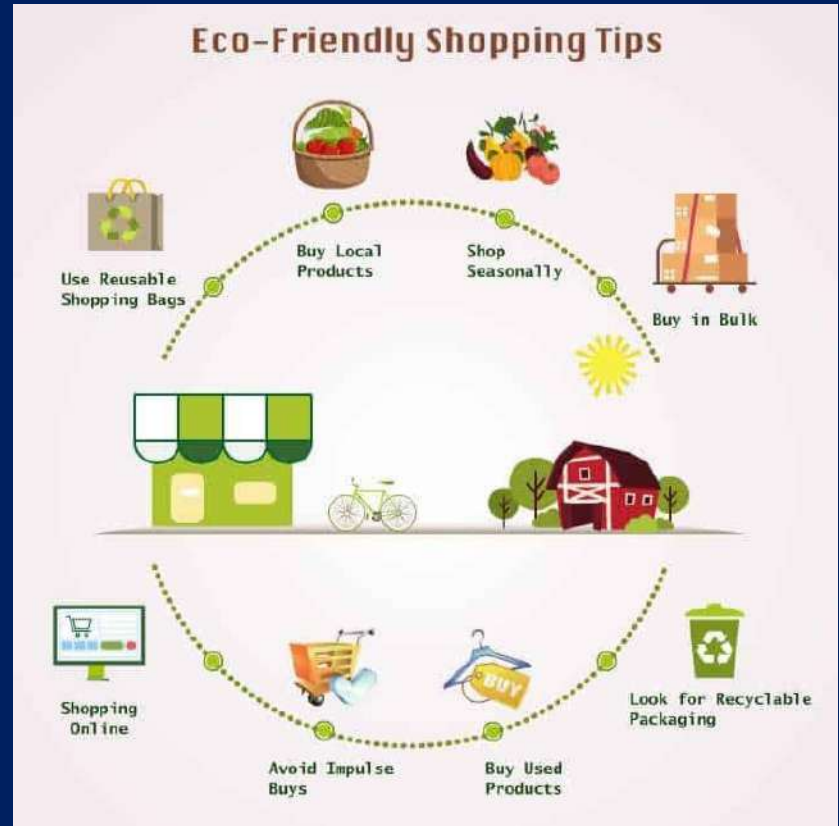 Eco-Friendly Shopping Tips
Buy Local
Products
Shop
Seasonally
Use Reusable
Shopping Bags
Buy in Bulk
Shopping
Online
Avoid Impulse
Buys
BUY
Buy Used
Products
Look for Recyclable
Packaging